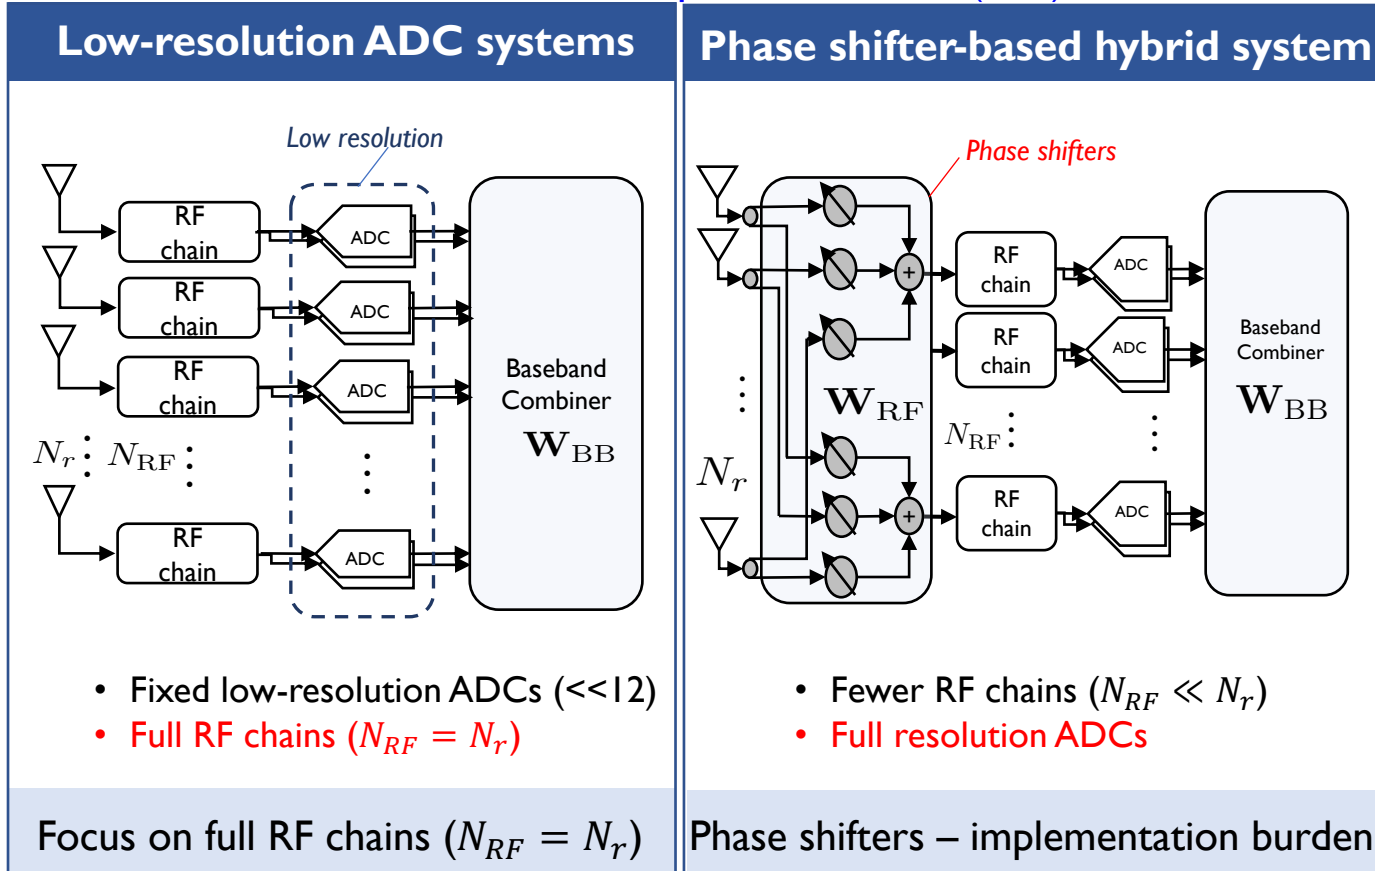 Low-resolution ADC systems
Low resolution
RF
chain
ADC
RF
chain
ADC
RF
chain
ADC
N_r ⋮ N_RF ⋮
⋮
RF
chain
ADC
Baseband
Combiner
W_BB
• Fixed low-resolution ADCs (<<12)
• Full RF chains (N_RF = N_r)
Focus on full RF chains (N_RF = N_r)
Phase shifter-based hybrid system
Phase shifters
+
W_RF
N_r
+
RF
chain
ADC
RF
chain
ADC
N_RF ⋮
⋮
RF
chain
ADC
Baseband
Combiner
W_BB
• Fewer RF chains (N_RF ≪ N_r)
• Full resolution ADCs
Phase shifters – implementation burden